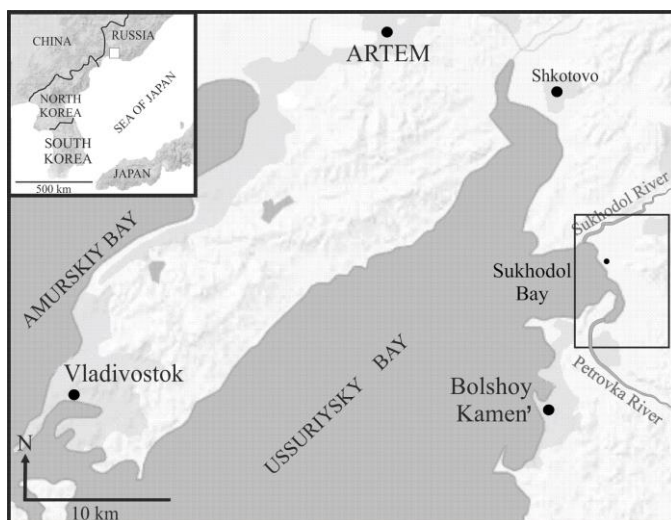 CHINA
RUSSIA
NORTH
KOREA
SOUTH
KOREA
SEA OF JAPAN
JAPAN
500 km
ARTEM
Shkotovo
Sukhodol River
AMURSKIY BAY
Sukhodol
Bay
USSURIYSKY BAY
Vladivostok
Bolshoy
Kamen'
Petrovka River
N
10 km